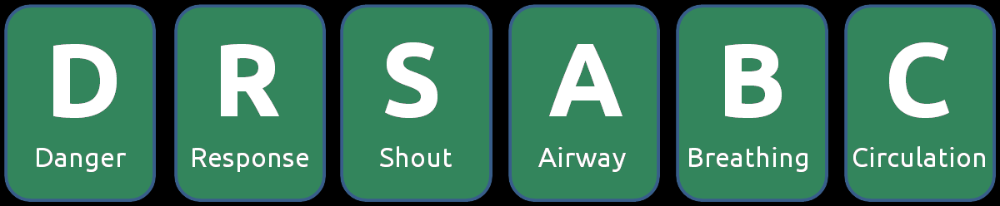 D R S A B C
Danger Response Shout Airway Breathing Circulation